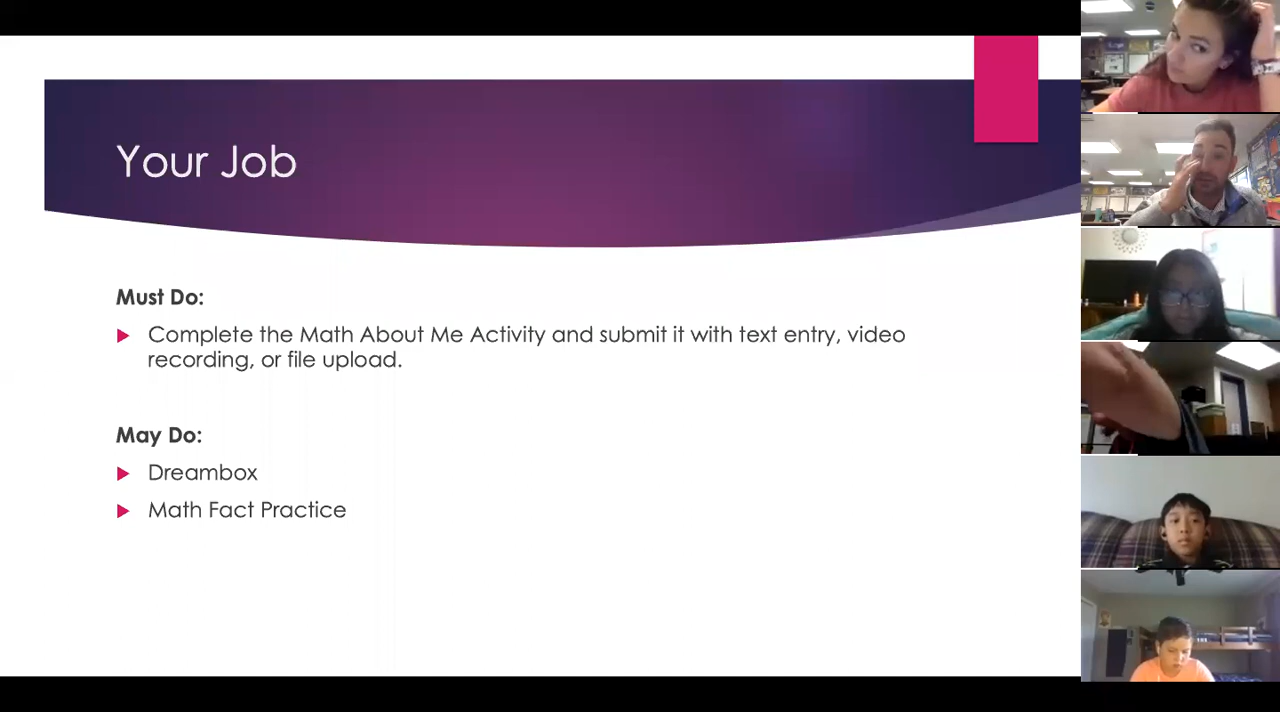 Your Job
Must Do:
Complete the Math About Me Activity and submit it with text entry, video
recording, or file upload.
May Do:
Dreambox
Math Fact Practice